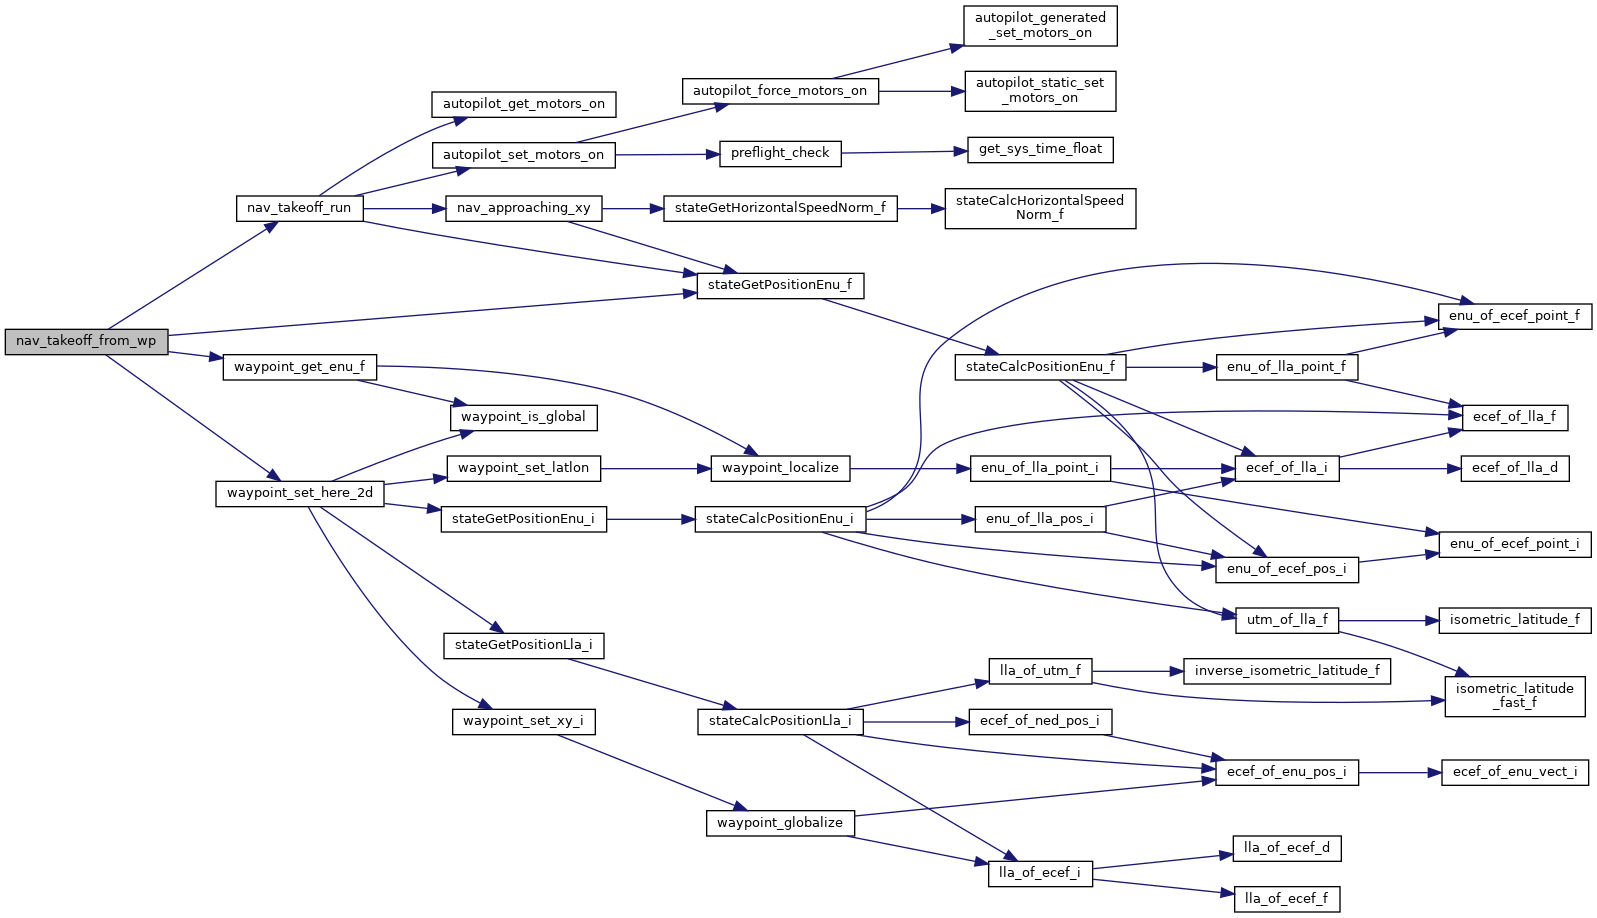 autopilot_generated
_set_motors_on
autopilot_static_set
_motors_on
autopilot_force_motors_on
autopilot_get_motors_on
autopilot_set_motors_on
preflight_check
get_sys_time_float
nav_takeoff_run
nav_approaching_xy
stateGetHorizontalSpeedNorm_f
stateCalcHorizontalSpeed
Norm_f
stateGetPositionEnu_f
enu_of_ecef_point_f
nav_takeoff_from_wp
waypoint_get_enu_f
stateCalcPositionEnu_f
enu_of_lla_point_f
waypoint_is_global
ecef_of_lla_f
waypoint_set_latlon
waypoint_localize
enu_of_lla_point_i
ecef_of_lla_i
ecef_of_lla_d
waypoint_set_here_2d
stateGetPositionEnu_i
stateCalcPositionEnu_i
enu_of_lla_pos_i
enu_of_ecef_point_i
enu_of_ecef_pos_i
utm_of_lla_f
isometric_latitude_f
stateGetPositionLla_i
lla_of_utm_f
inverse_isometric_latitude_f
isometric_latitude
_fast_f
waypoint_set_xy_i
stateCalcPositionLla_i
ecef_of_ned_pos_i
ecef_of_enu_pos_i
ecef_of_enu_vect_i
waypoint_globalize
lla_of_ecef_d
lla_of_ecef_i
lla_of_ecef_f